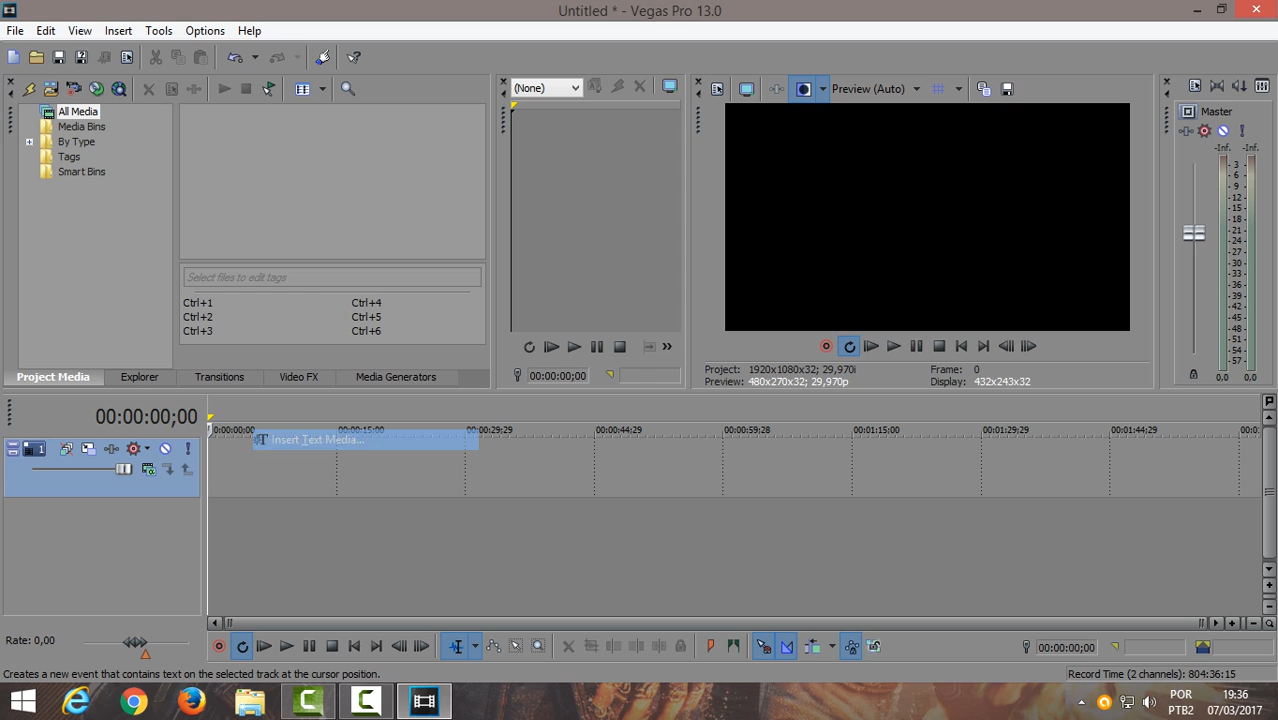 Untitled * - Vegas Pro 13.0
File Edit View Insert Tools Options Help
(None)
Preview (Auto)
All Media
Media Bins
By Type
Tags
Smart Bins
Select files to edit tags
Ctrl+1 Ctrl+4
Ctrl+2 Ctrl+5
Ctrl+3 Ctrl+6
Project Media Explorer Transitions Video FX Media Generators
00:00:00;00
Project: 1920x1080x32; 29,970i
Preview: 480x270x32; 29,970p
Frame: 0
Display: 432x243x32
Master
-Inf. -Inf.
3
6
9
12
15
18
21
24
27
30
33
36
39
42
45
48
51
54
57
0,0 0,0
00:00:00;00
0:00:00:00 00:00:15:00 00:00:29;29 00:00:44;29 00:00:59;28 00:01:15;00 00:01:29;29 00:01:44;29 00:0
Insert Text Media...
1
Rate: 0,00
00:00:00;00
Creates a new event that contains text on the selected track at the cursor position.
Record Time (2 channels): 804:36:15
POR
PTB2
19:36
07/03/2017